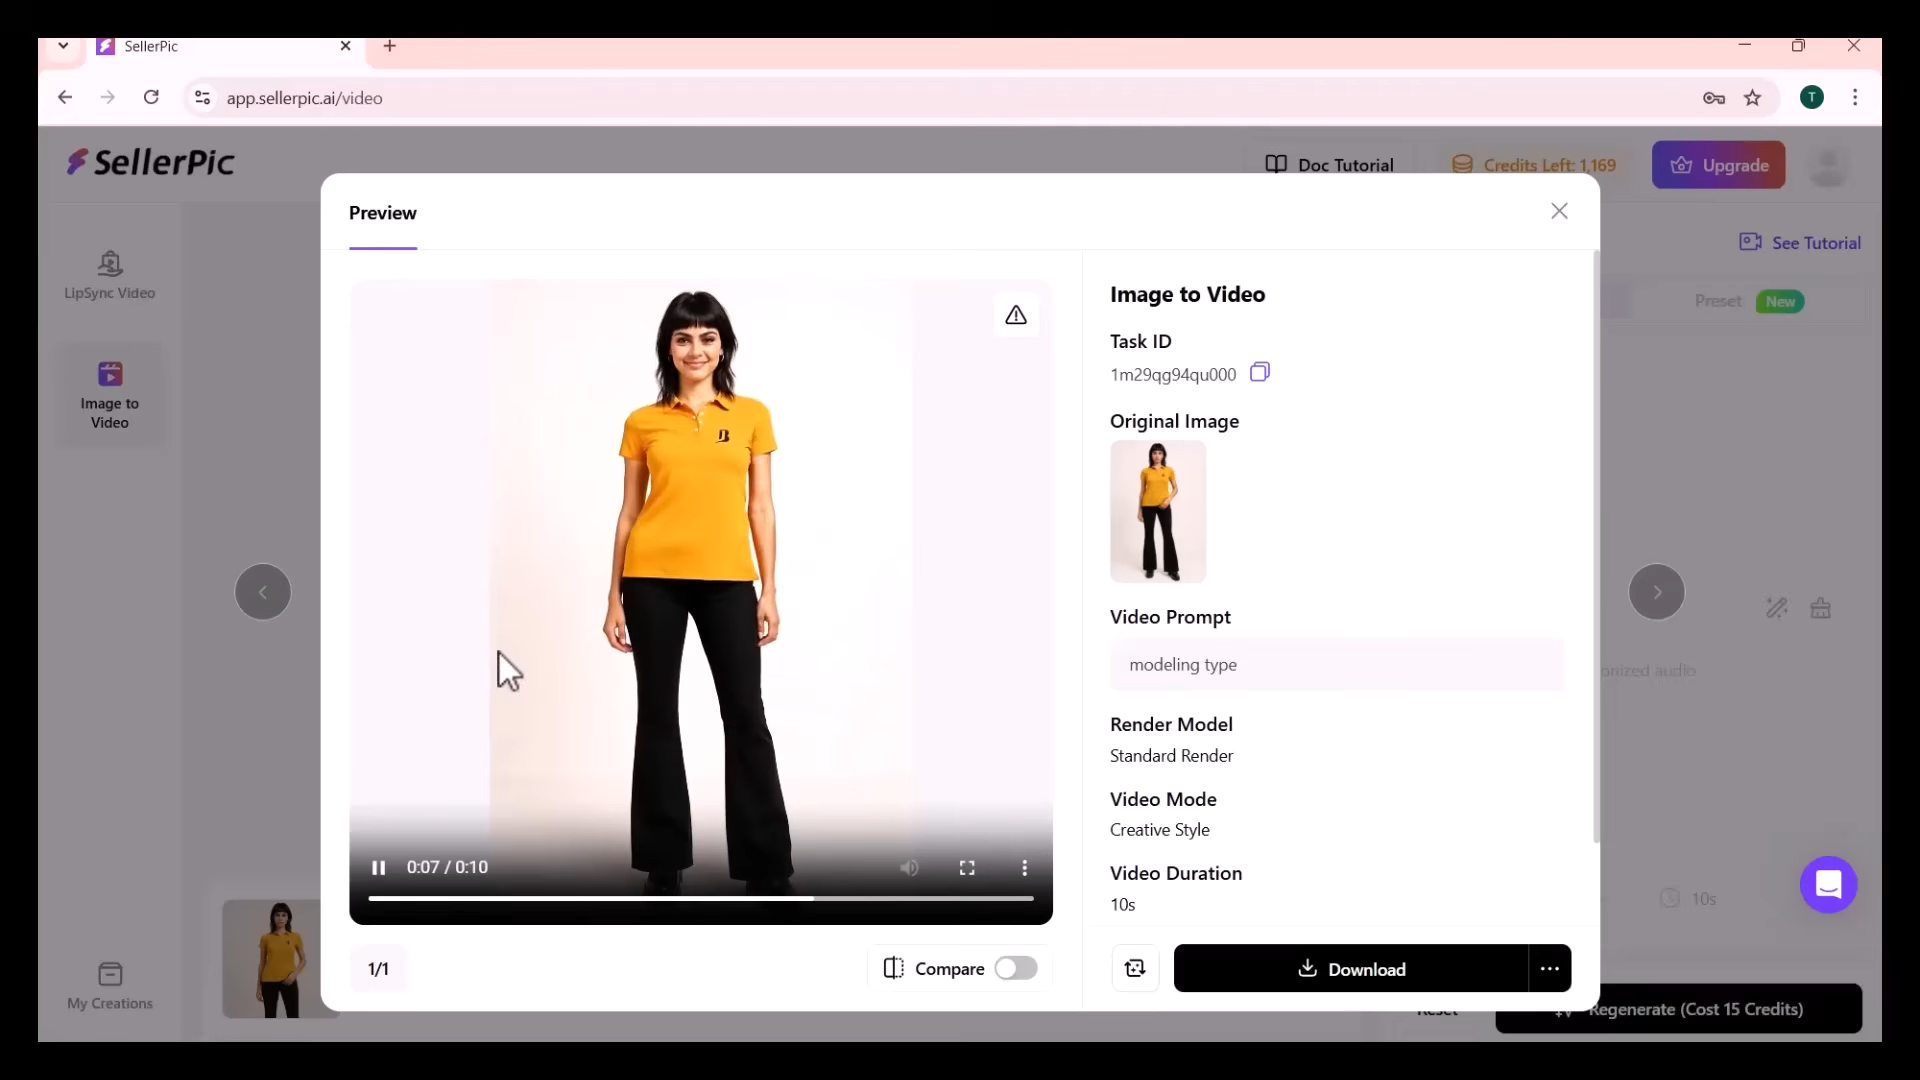 SellerPic
app.sellerpic.ai/video
T
SellerPic
Doc Tutorial
Credits Left: 1,169
Upgrade
Preview
See Tutorial
LipSync Video
Image to Video
Task ID
1m29qg94qu000
Preset
New
Image to
Video
B
Original Image
Video Prompt
modeling type
onized audio
Render Model
Standard Render
Video Mode
Creative Style
0:07 / 0:10
Video Duration
10s
10s
1/1
Compare
Download
My Creations
Reset
Regenerate (Cost 15 Credits)